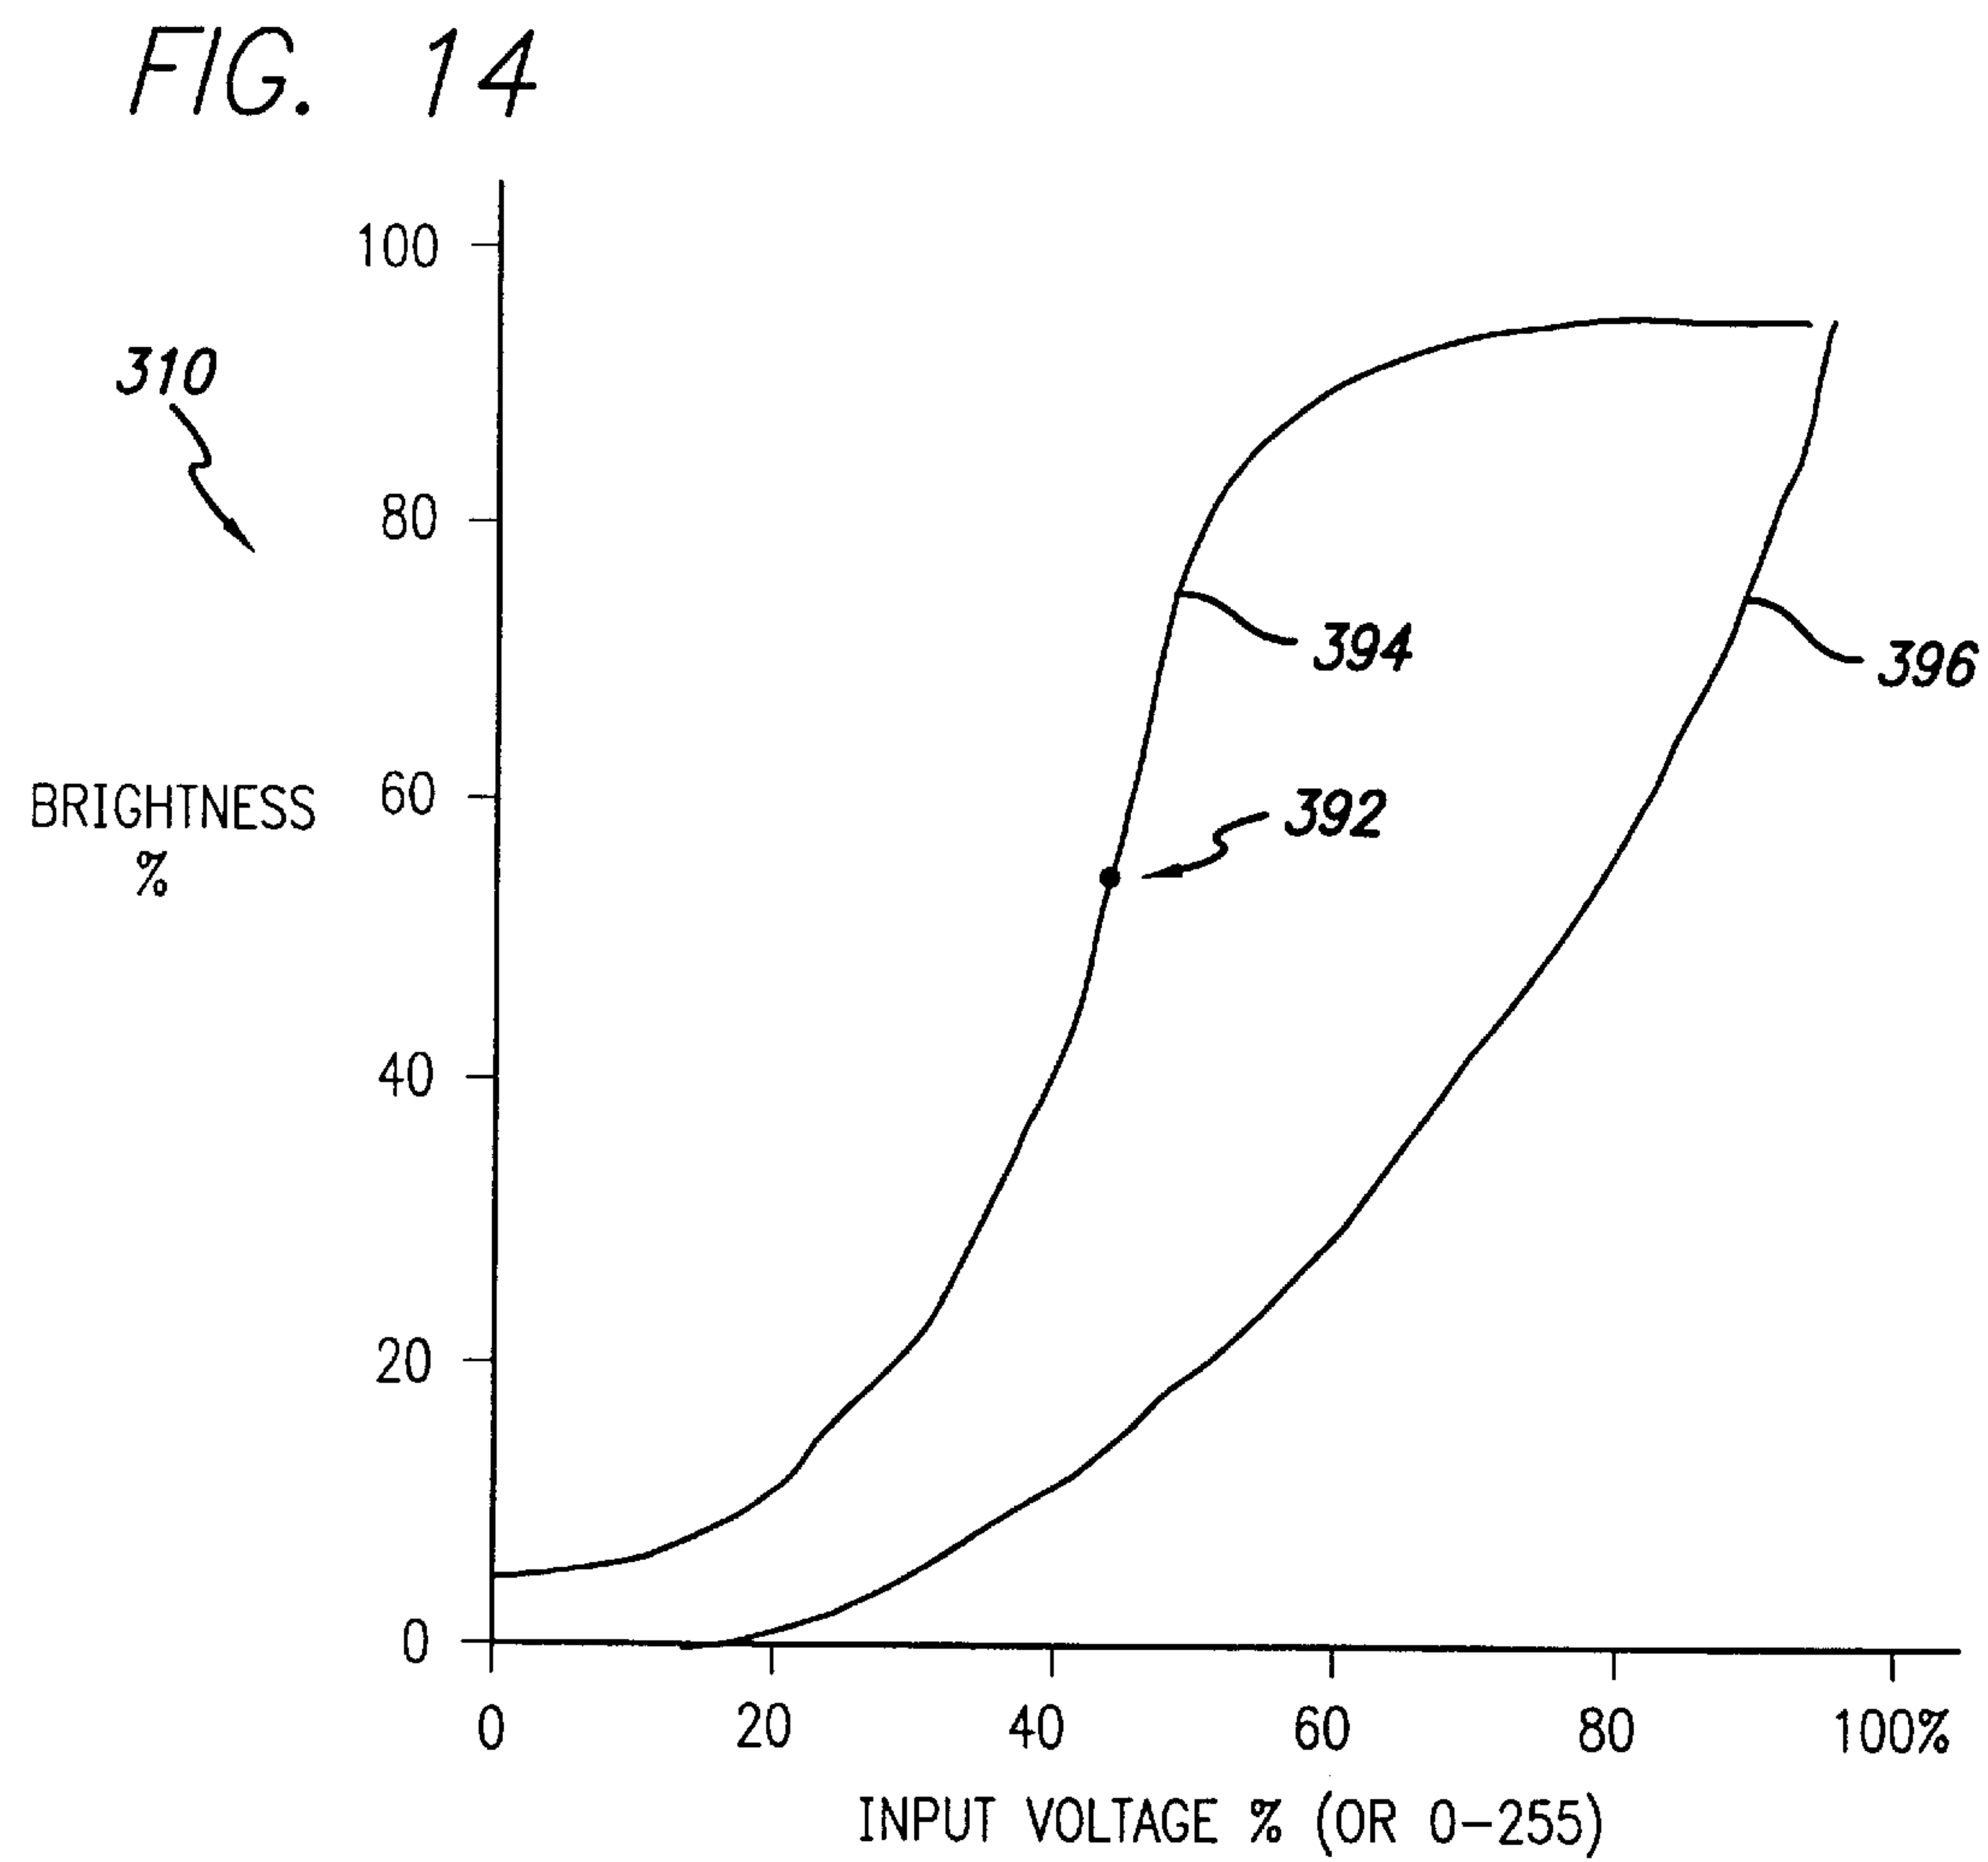 FIG. 14
100
310
80
394
396
60
392
BRIGHTNESS
%
40
20
0
0 20 40 60 80 100%
INPUT VOLTAGE % (OR 0-255)